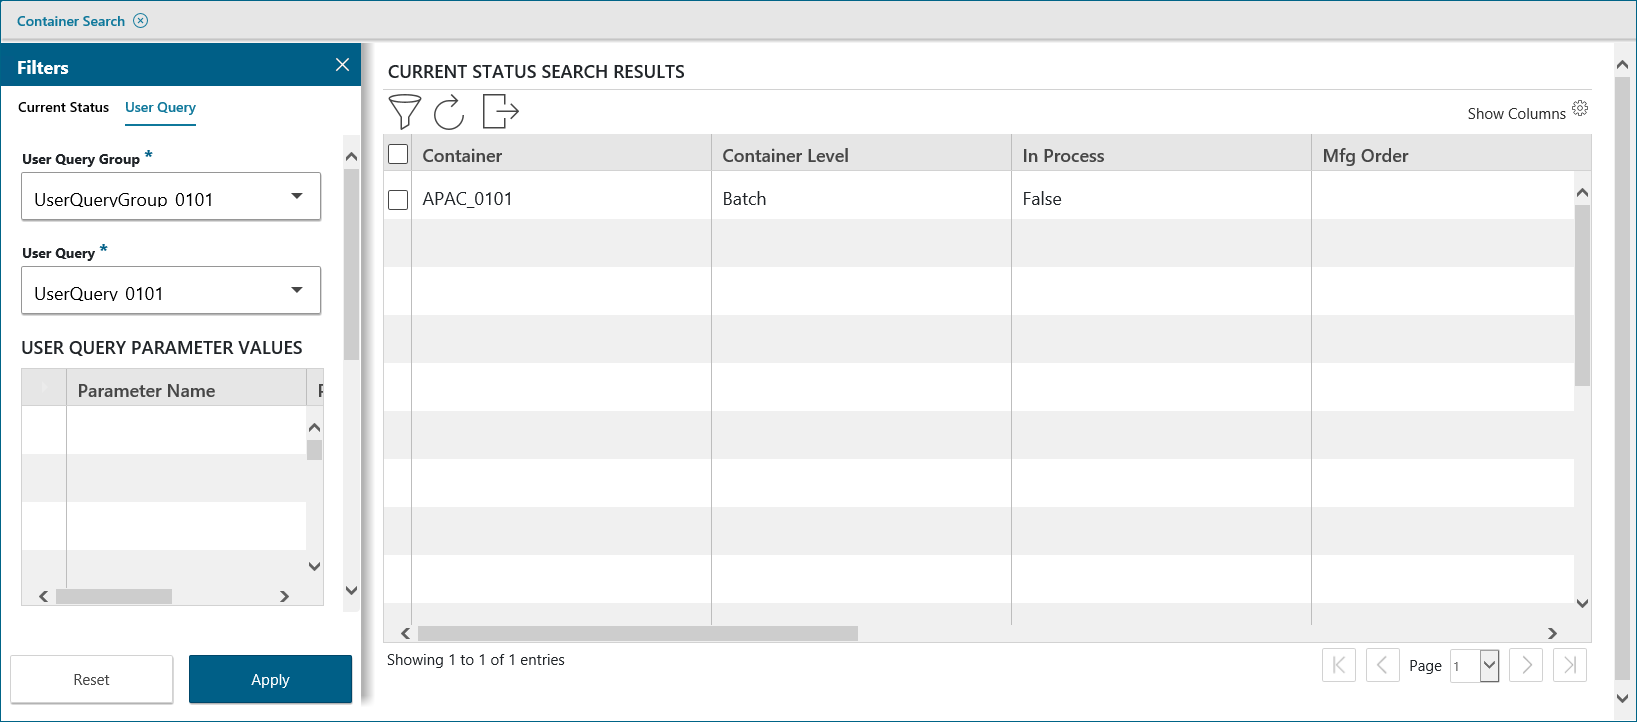 Container Search
Filters
Current Status User Query
User Query Group *
UserQueryGroup_0101
User Query *
UserQuery_0101
USER QUERY PARAMETER VALUES
Parameter Name
Reset Apply
CURRENT STATUS SEARCH RESULTS
Show Columns
Container Container Level In Process Mfg Order
APAC_0101 Batch False
Showing 1 to 1 of 1 entries
Page 1